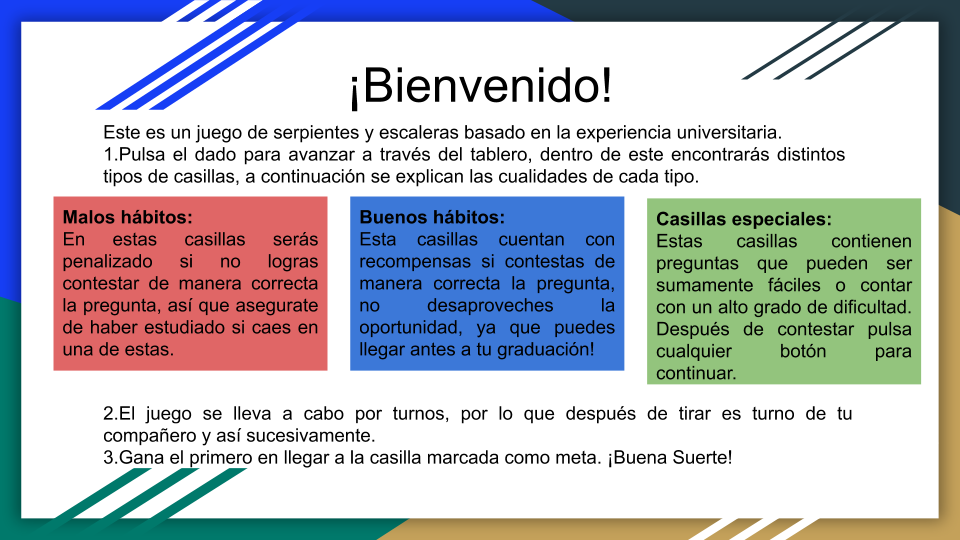 ¡Bienvenido!
Este es un juego de serpientes y escaleras basado en la experiencia universitaria.
1.Pulsa el dado para avanzar a través del tablero, dentro de este encontrarás distintos
tipos de casillas, a continuación se explican las cualidades de cada tipo.
Malos hábitos:
En estas casillas serás
penalizado si no logras
contestar de manera correcta
la pregunta, así que asegurate
de haber estudiado si caes en
una de estas.
Buenos hábitos:
Esta casillas cuentan con
recompensas si contestas de
manera correcta la pregunta,
no desaproveches la
oportunidad, ya que puedes
llegar antes a tu graduación!
Casillas especiales:
Estas casillas contienen
preguntas que pueden ser
sumamente fáciles o contar
con un alto grado de dificultad.
Después de contestar pulsa
cualquier botón para
continuar.
2.El juego se lleva a cabo por turnos, por lo que después de tirar es turno de tu
compañero y así sucesivamente.
3.Gana el primero en llegar a la casilla marcada como meta. ¡Buena Suerte!